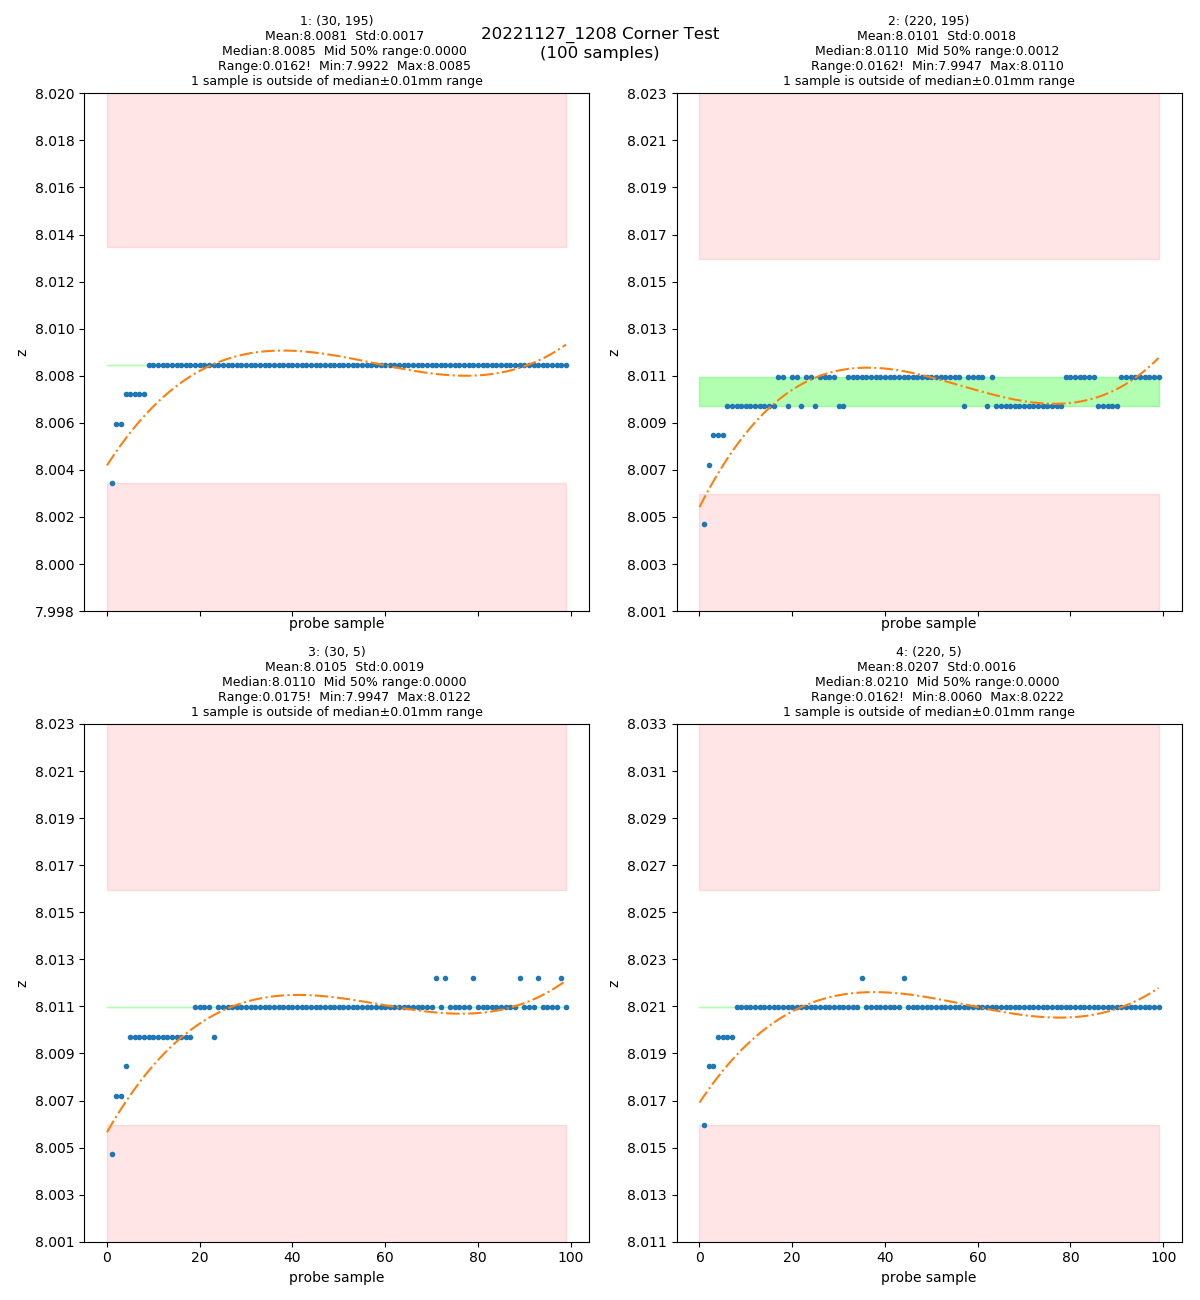 20221127_1208 Corner Test
(100 samples)
1: (30, 195)
Mean:8.0081 Std:0.0017
Median:8.0085 Mid 50% range:0.0000
Range:0.0162! Min:7.9922 Max:8.0085
1 sample is outside of median±0.01mm range
8.020
8.018
8.016
8.014
8.012
8.010
8.008
8.006
8.004
8.002
8.000
7.998
z
probe sample
2: (220, 195)
Mean:8.0101 Std:0.0018
Median:8.0110 Mid 50% range:0.0012
Range:0.0162! Min:7.9947 Max:8.0110
1 sample is outside of median±0.01mm range
8.023
8.021
8.019
8.017
8.015
8.013
8.011
8.009
8.007
8.005
8.003
8.001
z
probe sample
3: (30, 5)
Mean:8.0105 Std:0.0019
Median:8.0110 Mid 50% range:0.0000
Range:0.0175! Min:7.9947 Max:8.0122
1 sample is outside of median±0.01mm range
8.023
8.021
8.019
8.017
8.015
8.013
8.011
8.009
8.007
8.005
8.003
8.001
z
0 20 40 60 80 100
probe sample
4: (220, 5)
Mean:8.0207 Std:0.0016
Median:8.0210 Mid 50% range:0.0000
Range:0.0162! Min:8.0060 Max:8.0222
1 sample is outside of median±0.01mm range
8.033
8.031
8.029
8.027
8.025
8.023
8.021
8.019
8.017
8.015
8.013
8.011
z
0 20 40 60 80 100
probe sample